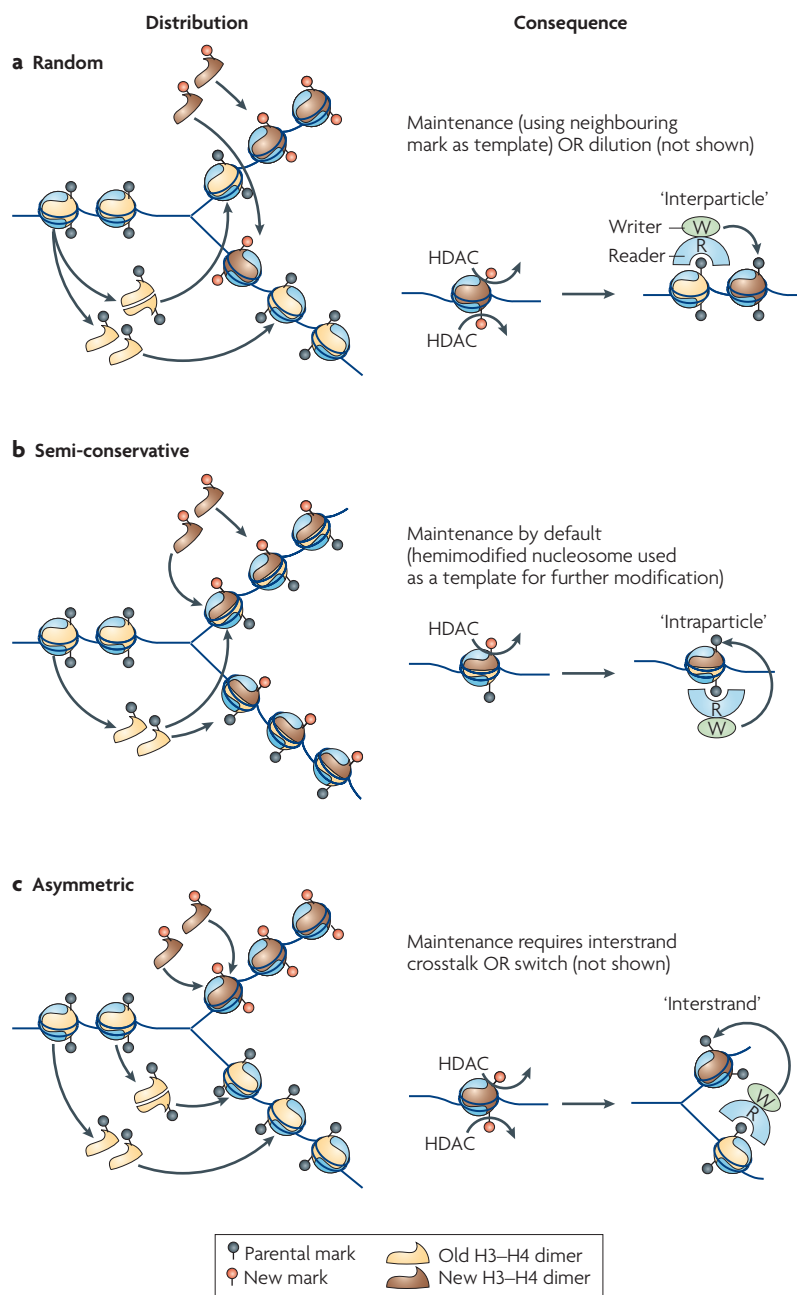 Distribution
Consequence
a Random
Maintenance (using neighbouring
mark as template) OR dilution (not shown)
'Interparticle'
Writer
W
Reader
R
HDAC
HDAC
b Semi-conservative
Maintenance by default
(hemimodified nucleosome used
as a template for further modification)
HDAC
'Intraparticle'
R
W
c Asymmetric
Maintenance requires interstrand
crosstalk OR switch (not shown)
'Interstrand'
HDAC
W
R
HDAC
Parental mark
Old H3–H4 dimer
New mark
New H3–H4 dimer